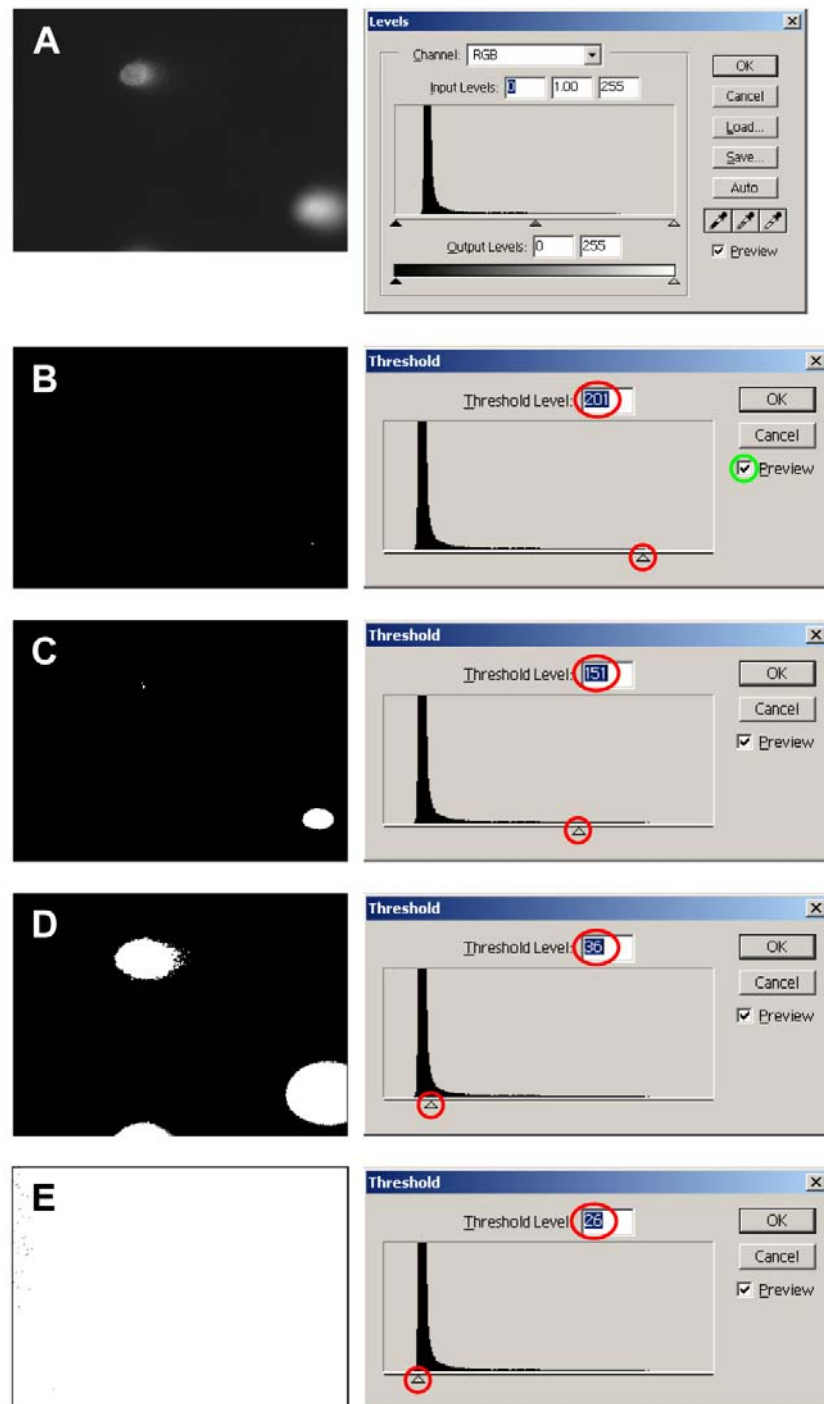 A
Levels
Channel: RGB
Input Levels: 0 1.00 255
Output Levels: 0 255
OK
Cancel
Load...
Save...
Auto
Preview
B
Threshold
Threshold Level: 201
OK
Cancel
Preview
C
Threshold
Threshold Level: 151
OK
Cancel
Preview
D
Threshold
Threshold Level: 36
OK
Cancel
Preview
E
Threshold
Threshold Level: 26
OK
Cancel
Preview